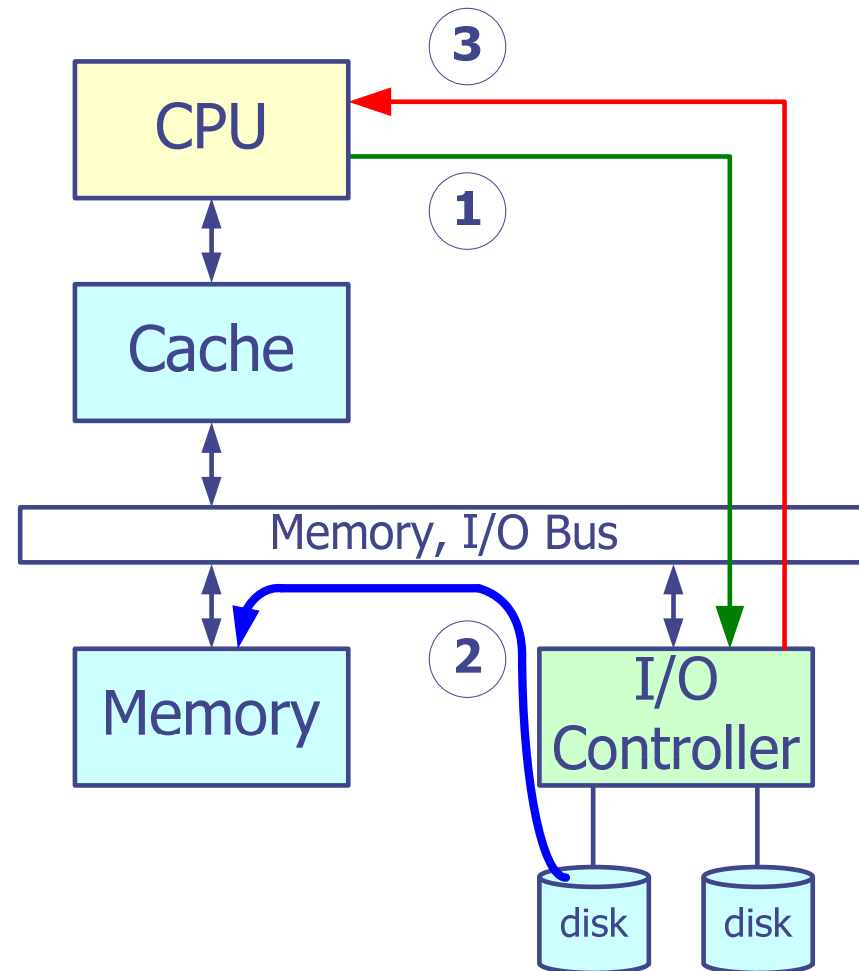 3
CPU
1
Cache
Memory, I/O Bus
2
Memory
I/O
Controller
disk
disk